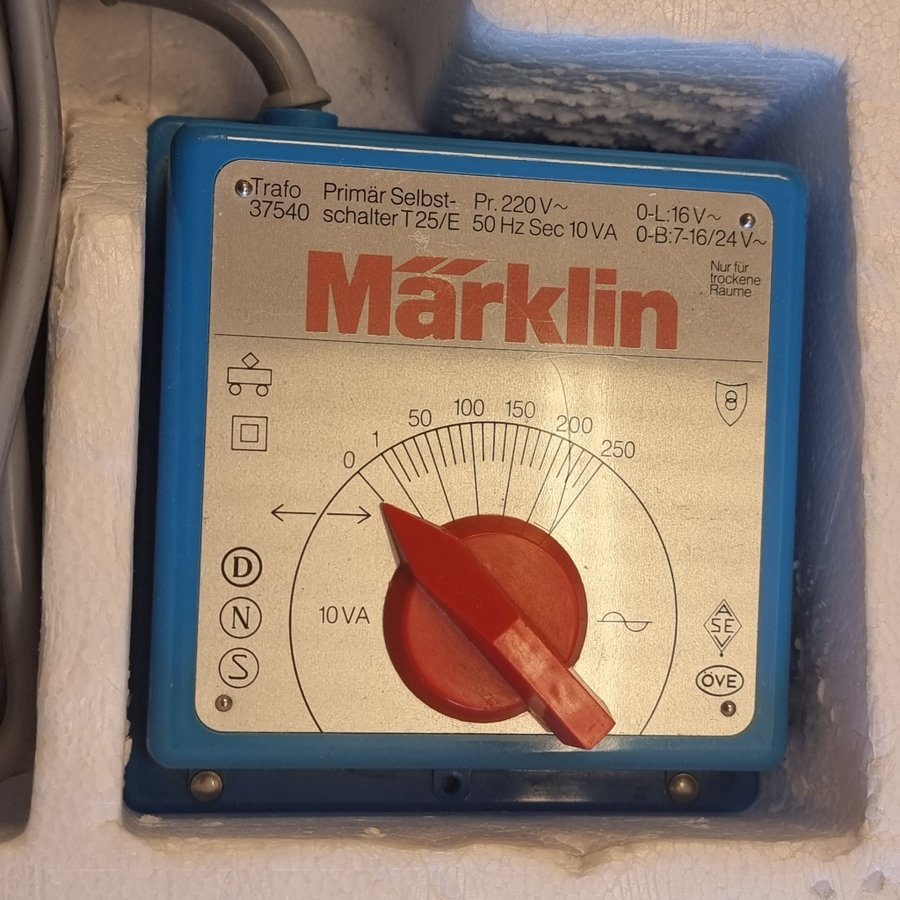 Trafo 37540
Primär Selbst-
schalter T 25/E
Pr. 220 V~
50 Hz Sec 10 VA
0-L:16 V~
0-B:7-16/24 V~
Märklin
Nur für
trockene
Räume
0 1 50 100 150 200 250
10 VA
D
N
S
SE
ÖVE